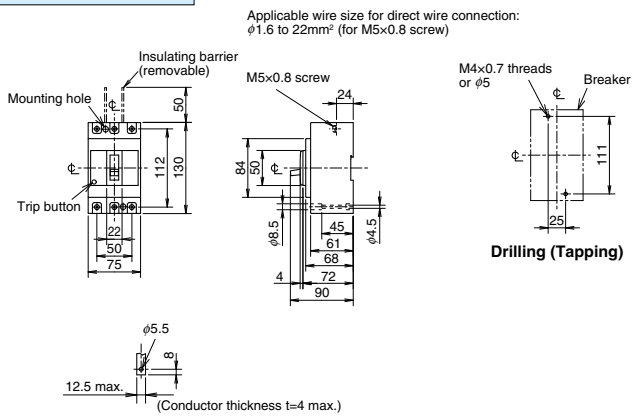 Applicable wire size for direct wire connection:
φ1.6 to 22mm² (for M5×0.8 screw)
Insulating barrier
(removable)
Mounting hole
℄
℄
50
112
130
Trip button
22
50
75
M5×0.8 screw
24
84
50
℄
φ8.5
45
φ4.5
61
68
4
72
90
M4×0.7 threads
or φ5
Breaker
℄
℄
111
25
Drilling (Tapping)
φ5.5
8
12.5 max.
(Conductor thickness t=4 max.)